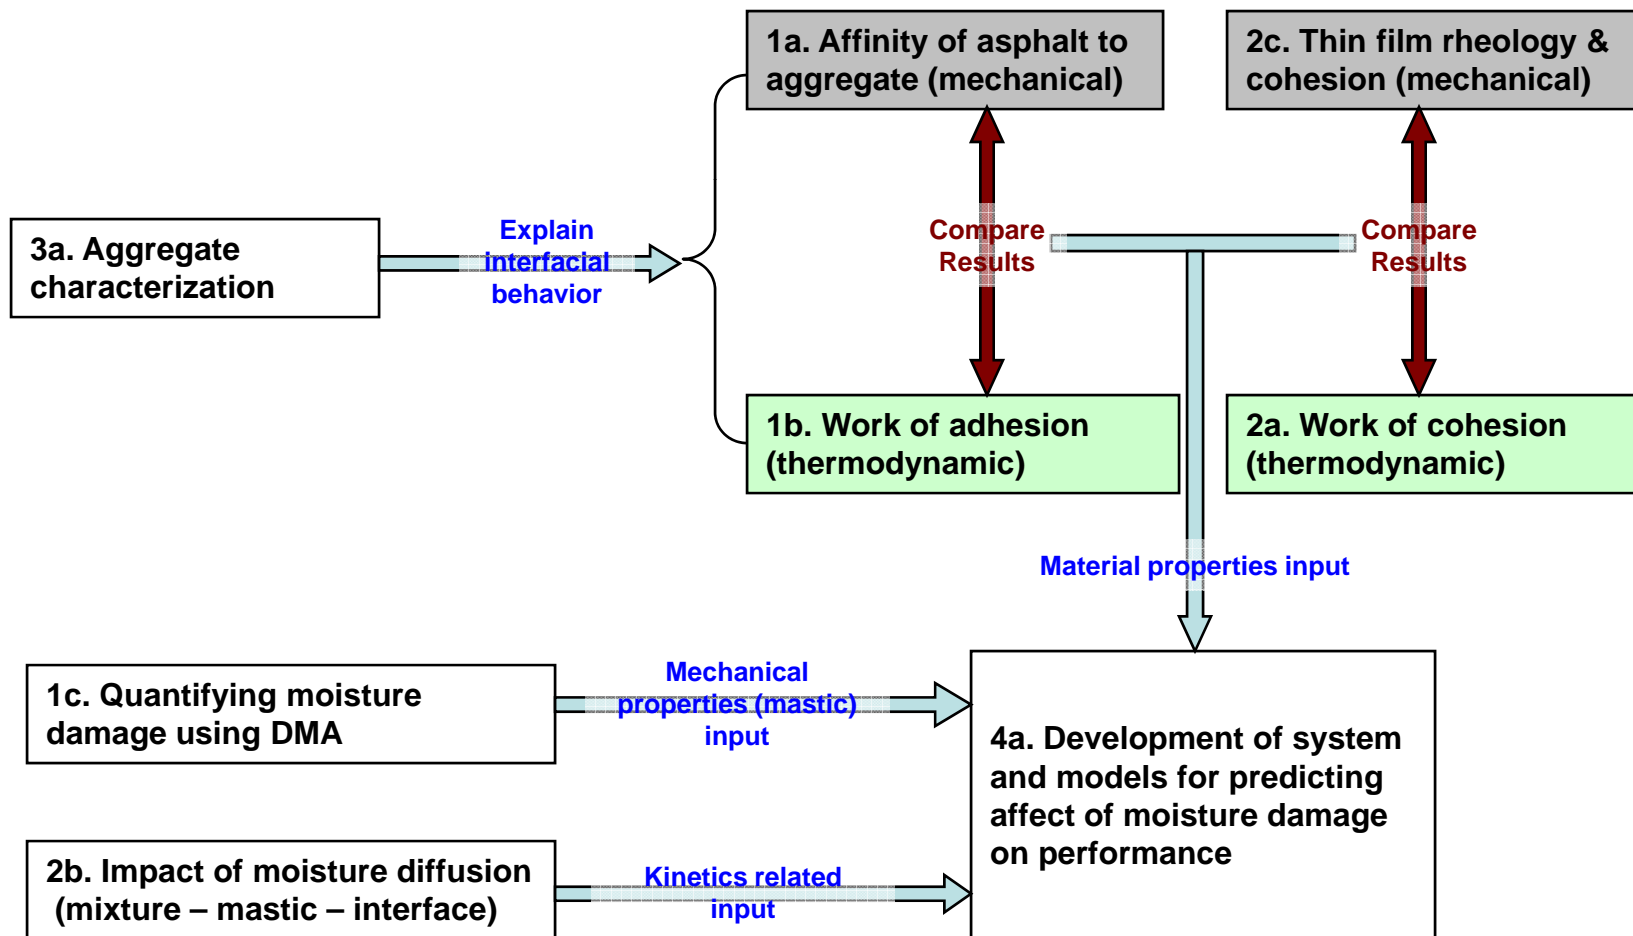 1a. Affinity of asphalt to
aggregate (mechanical)
2c. Thin film rheology &
cohesion (mechanical)
3a. Aggregate
characterization
Explain
interfacial
behavior
Compare
Results
Compare
Results
1b. Work of adhesion
(thermodynamic)
2a. Work of cohesion
(thermodynamic)
Material properties input
1c. Quantifying moisture
damage using DMA
Mechanical
properties (mastic)
input
4a. Development of system
and models for predicting
affect of moisture damage
on performance
2b. Impact of moisture diffusion
(mixture – mastic – interface)
Kinetics related
input